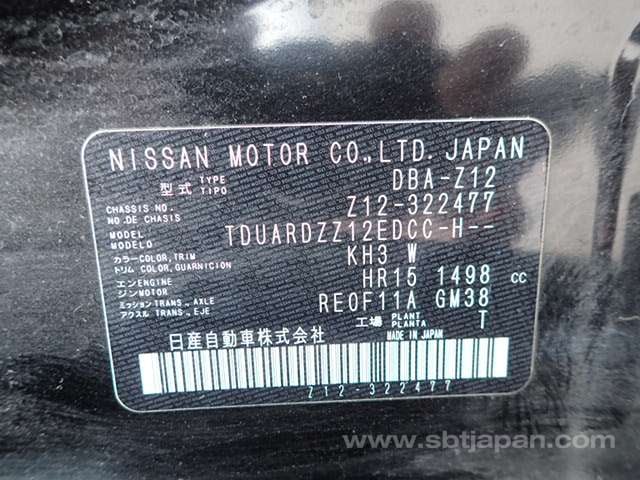 NISSAN MOTOR CO.,LTD. JAPAN
型式 TYPE TIPO DBA-Z12
CHASSIS NO. NO. DE CHASIS Z12-322477
MODEL MODELO TDUARDZZ12EDCC-H--
カラー COLOR, TRIM
トリム COLOR, GUARNICION KH3 W
エンジン ENGINE MOTOR HR15 1498 cc
ミッション TRANS., AXLE
アクスル TRANS., EJE RE0F11A GM38
工場 PLANT PLANTA T
日産自動車株式会社 MADE IN JAPAN
Z12-322477
www.sbtjapan.com